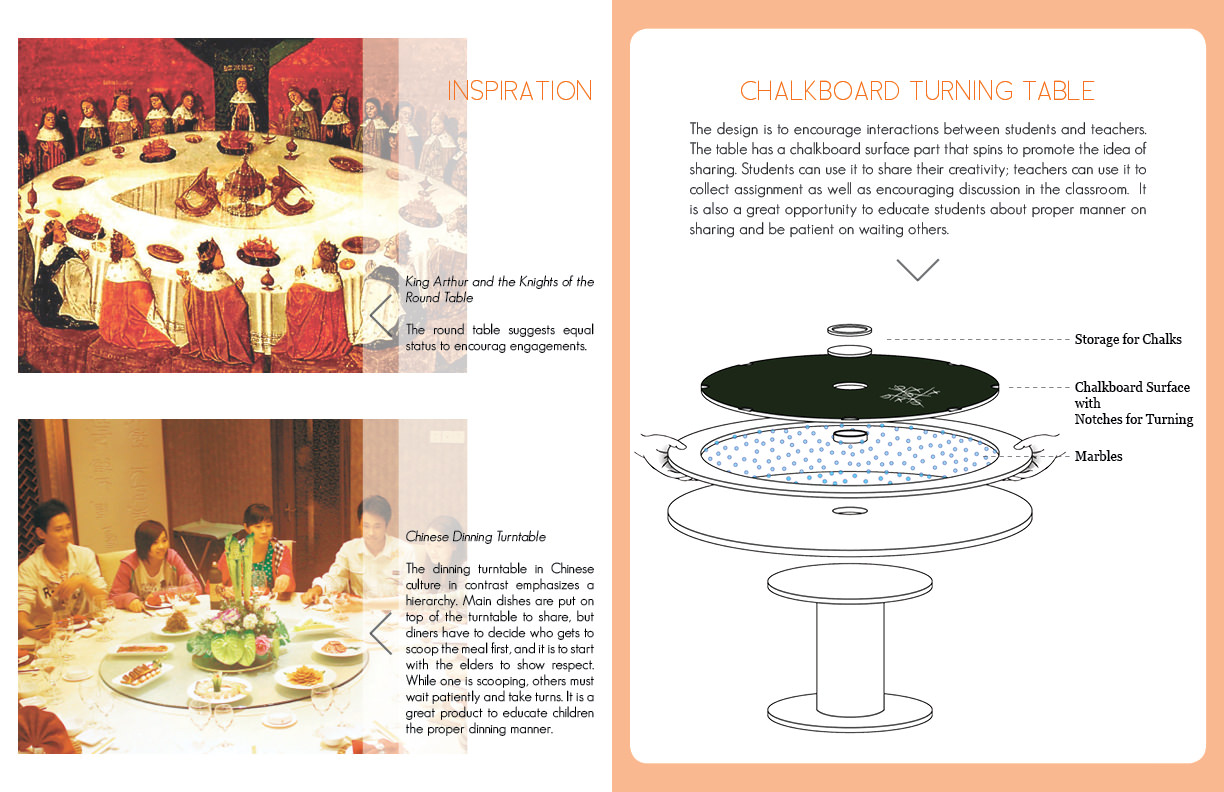 INSPIRATION
King Arthur and the Knights of the
Round Table
The round table suggests equal
status to encourag engagements.
Chinese Dinning Turntable
The dinning turntable in Chinese
culture in contrast emphasizes a
hierarchy. Main dishes are put on
top of the turntable to share, but
diners have to decide who gets to
scoop the meal first, and it is to start
with the elders to show respect.
While one is scooping, others must
wait patiently and take turns. It is a
great product to educate children
the proper dinning manner.
CHALKBOARD TURNING TABLE
The design is to encourage interactions between students and teachers.
The table has a chalkboard surface part that spins to promote the idea of
sharing. Students can use it to share their creativity; teachers can use it to
collect assignment as well as encouraging discussion in the classroom. It
is also a great opportunity to educate students about proper manner on
sharing and be patient on waiting others.
Storage for Chalks
Chalkboard Surface
with
Notches for Turning
Marbles